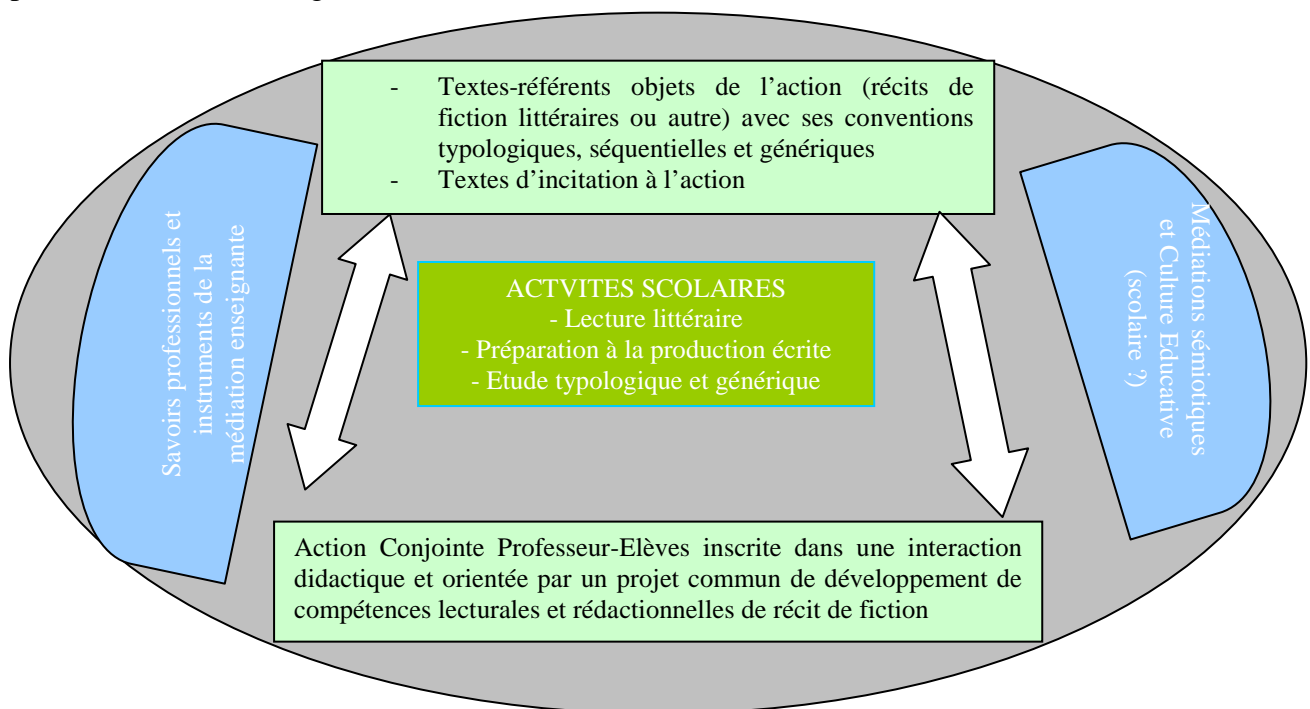 - Textes-référents objets de l’action (récits de
fiction littéraires ou autre) avec ses conventions
typologiques, séquentielles et génériques
- Textes d’incitation à l’action
Savoirs professionnels et
instruments de la
médiation enseignante
ACTVITES SCOLAIRES
- Lecture littéraire
- Préparation à la production écrite
- Etude typologique et générique
Médiations sémiotiques
et Culture Educative
(scolaire ?)
Action Conjointe Professeur-Elèves inscrite dans une interaction
didactique et orientée par un projet commun de développement de
compétences lecturales et rédactionnelles de récit de fiction